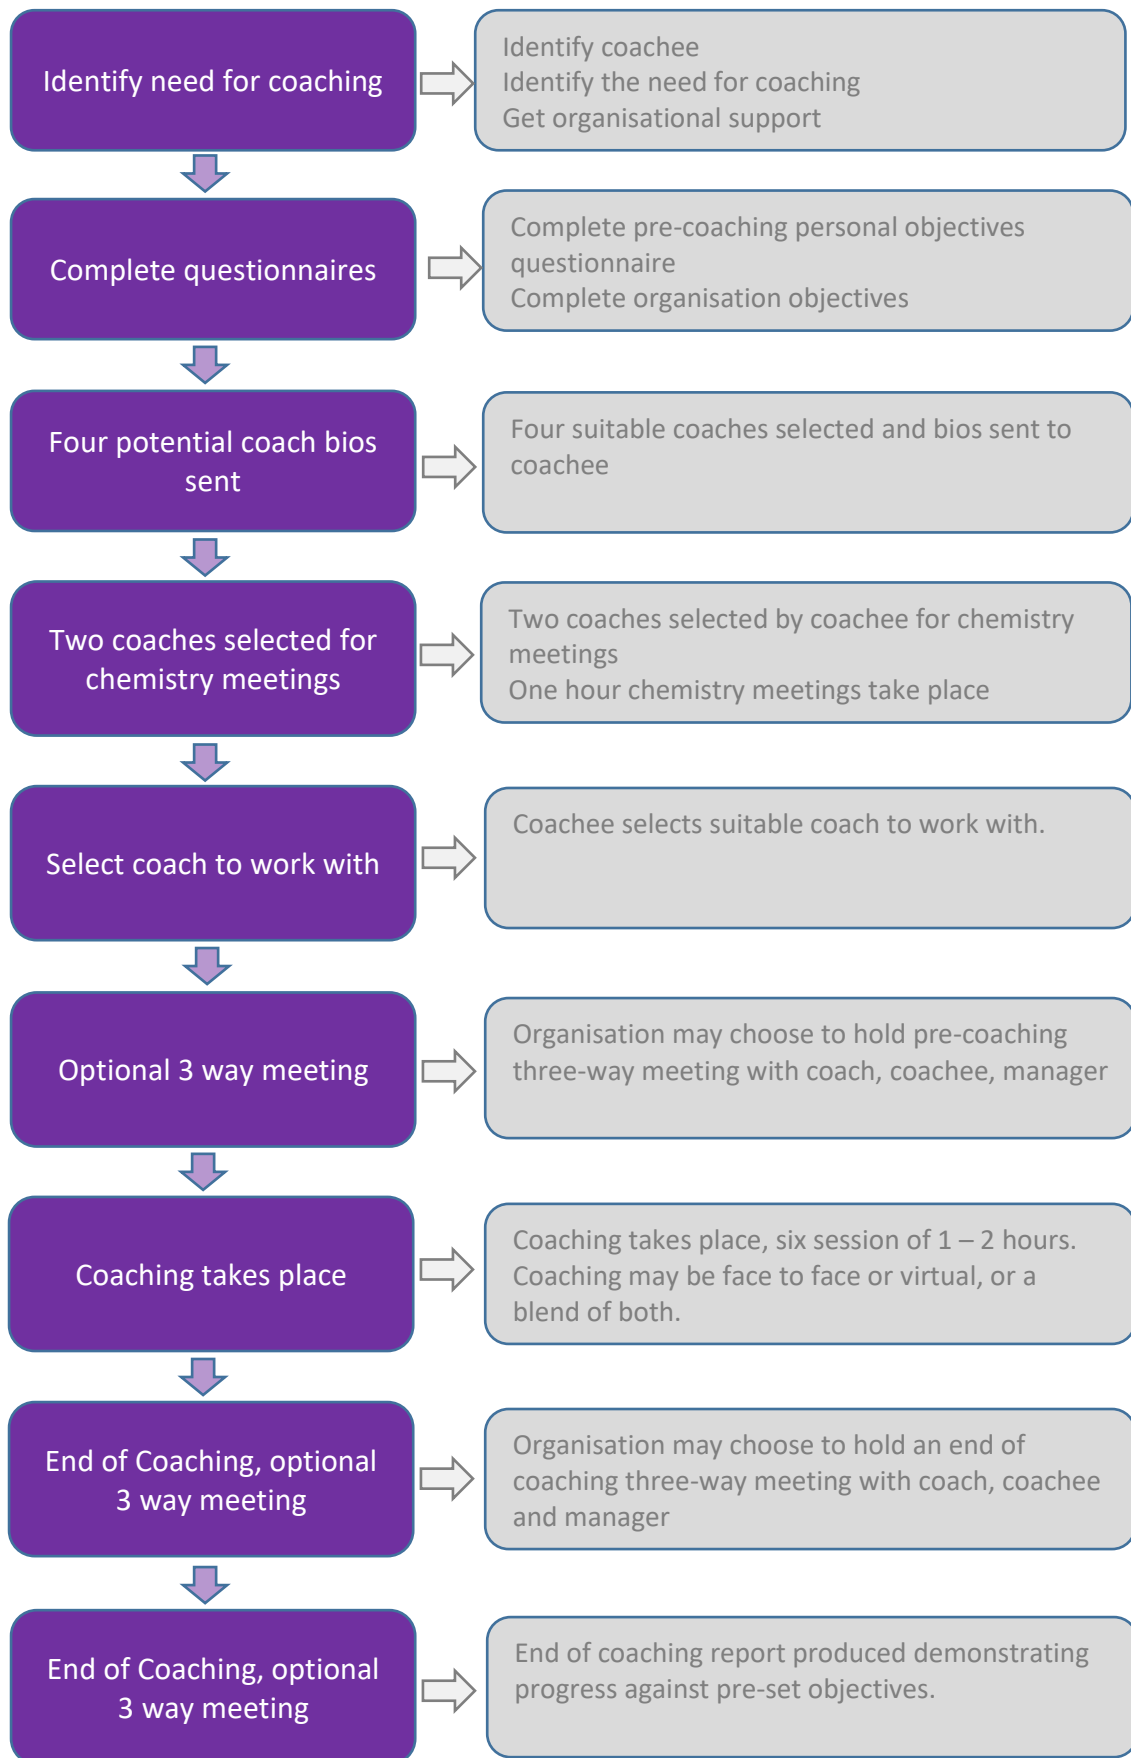 Identify need for coaching
Identify coachee
Identify the need for coaching
Get organisational support
Complete questionnaires
Complete pre-coaching personal objectives
questionnaire
Complete organisation objectives
Four potential coach bios
sent
Four suitable coaches selected and bios sent to
coachee
Two coaches selected for
chemistry meetings
Two coaches selected by coachee for chemistry
meetings
One hour chemistry meetings take place
Select coach to work with
Coachee selects suitable coach to work with.
Optional 3 way meeting
Organisation may choose to hold pre-coaching
three-way meeting with coach, coachee, manager
Coaching takes place
Coaching takes place, six session of 1 – 2 hours.
Coaching may be face to face or virtual, or a
blend of both.
End of Coaching, optional
3 way meeting
Organisation may choose to hold an end of
coaching three-way meeting with coach, coachee
and manager
End of Coaching, optional
3 way meeting
End of coaching report produced demonstrating
progress against pre-set objectives.